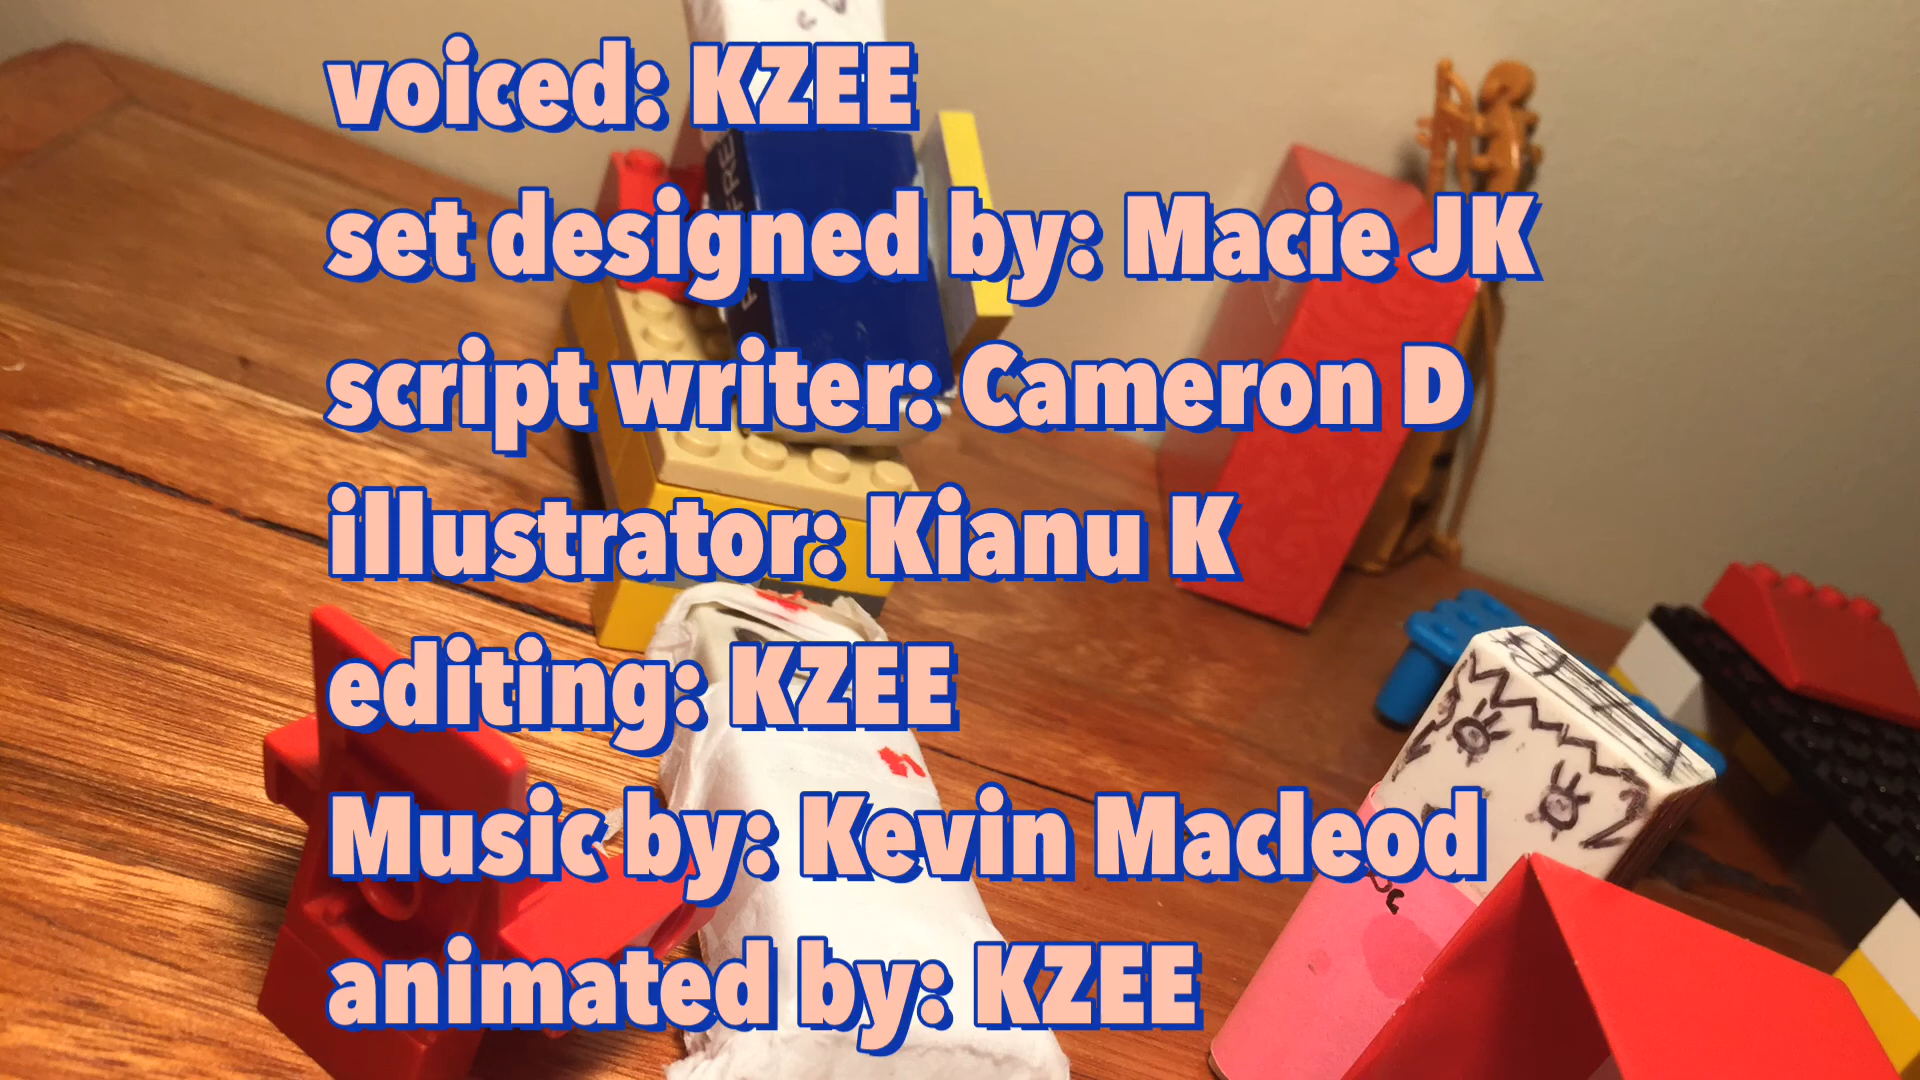 voiced: KZEE
set designed by: Macie JK
script writer: Cameron D
illustrator: Kianu K
editing: KZEE
Music by: Kevin Macleod
animated by: KZEE